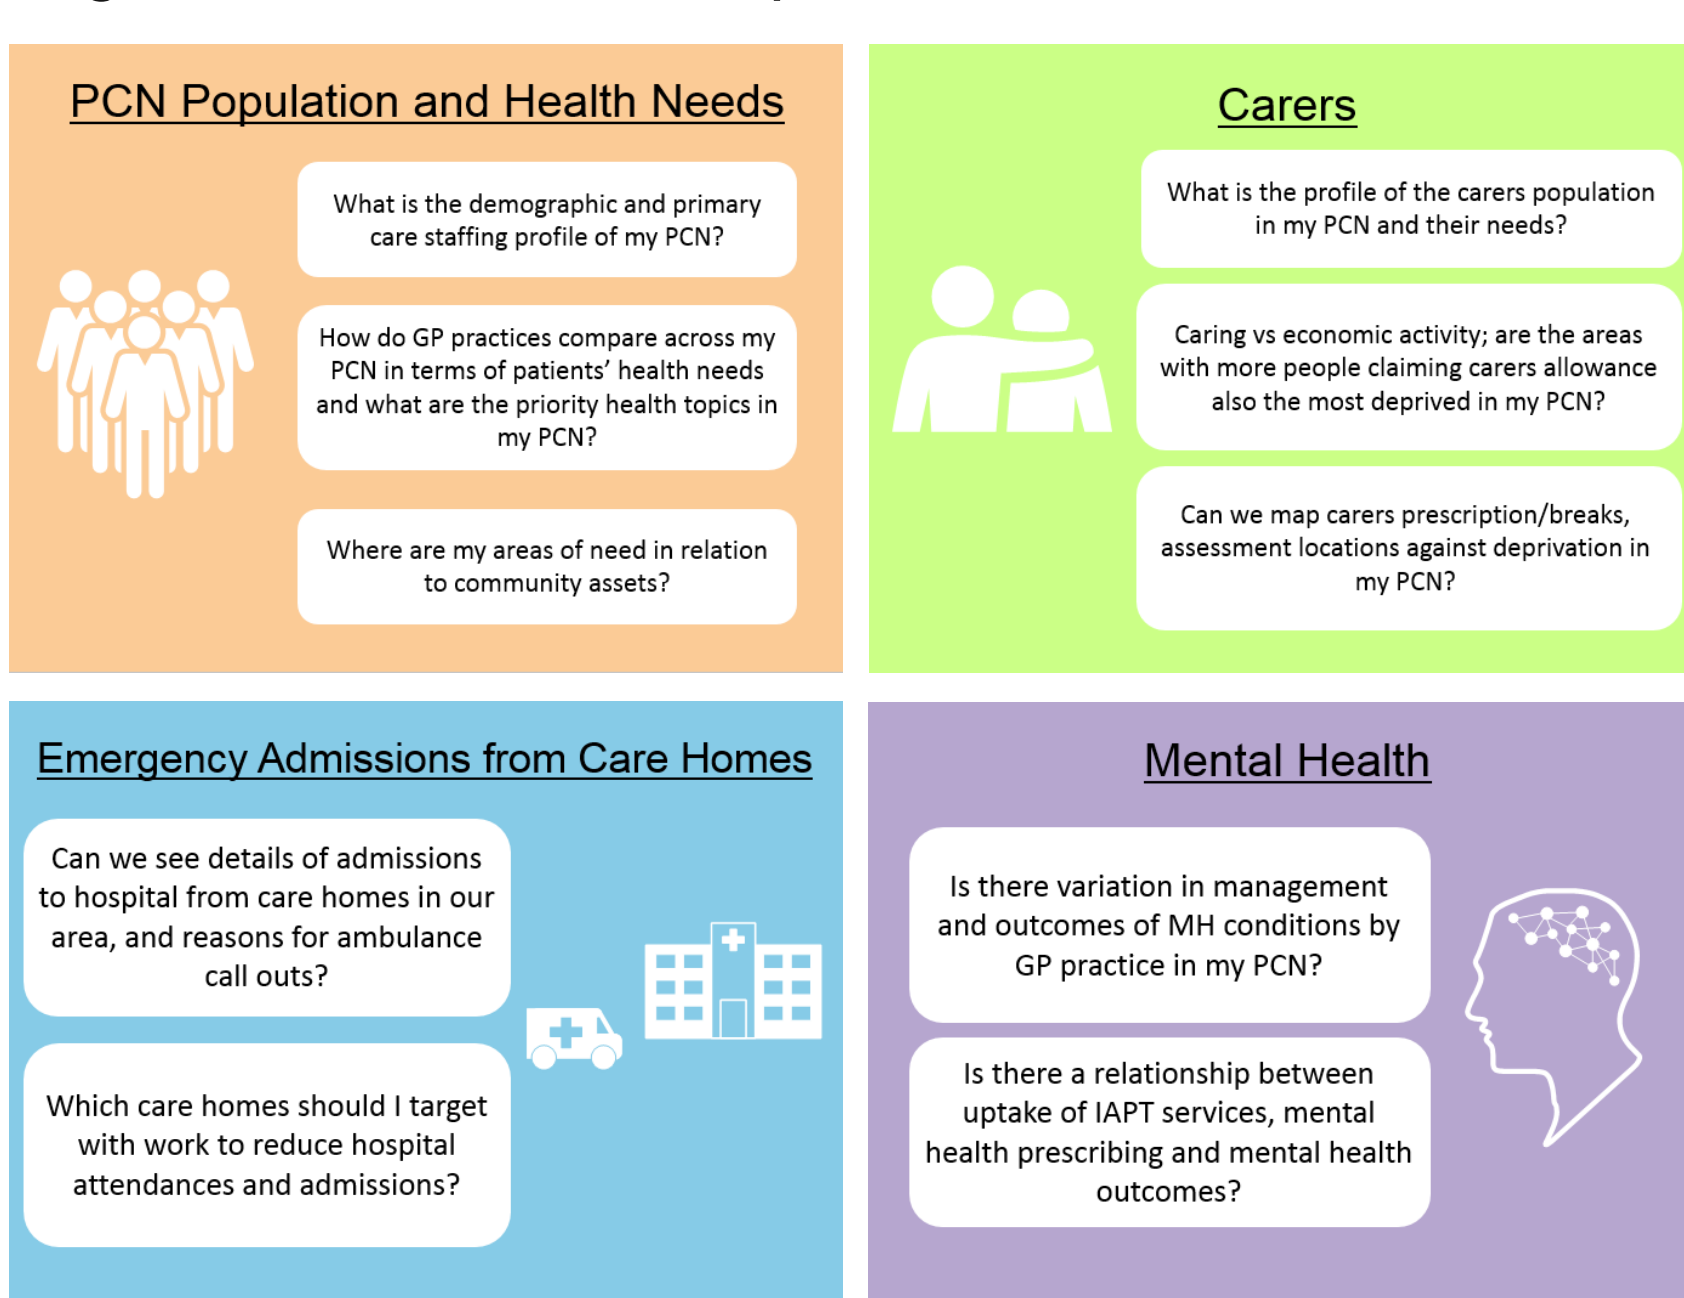 PCN Population and Health Needs
What is the demographic and primary
care staffing profile of my PCN?
How do GP practices compare across my
PCN in terms of patients’ health needs
and what are the priority health topics in
my PCN?
Where are my areas of need in relation
to community assets?
Carers
What is the profile of the carers population
in my PCN and their needs?
Caring vs economic activity; are the areas
with more people claiming carers allowance
also the most deprived in my PCN?
Can we map carers prescription/breaks,
assessment locations against deprivation in
my PCN?
Emergency Admissions from Care Homes
Can we see details of admissions
to hospital from care homes in our
area, and reasons for ambulance
call outs?
Which care homes should I target
with work to reduce hospital
attendances and admissions?
Mental Health
Is there variation in management
and outcomes of MH conditions by
GP practice in my PCN?
Is there a relationship between
uptake of IAPT services, mental
health prescribing and mental health
outcomes?